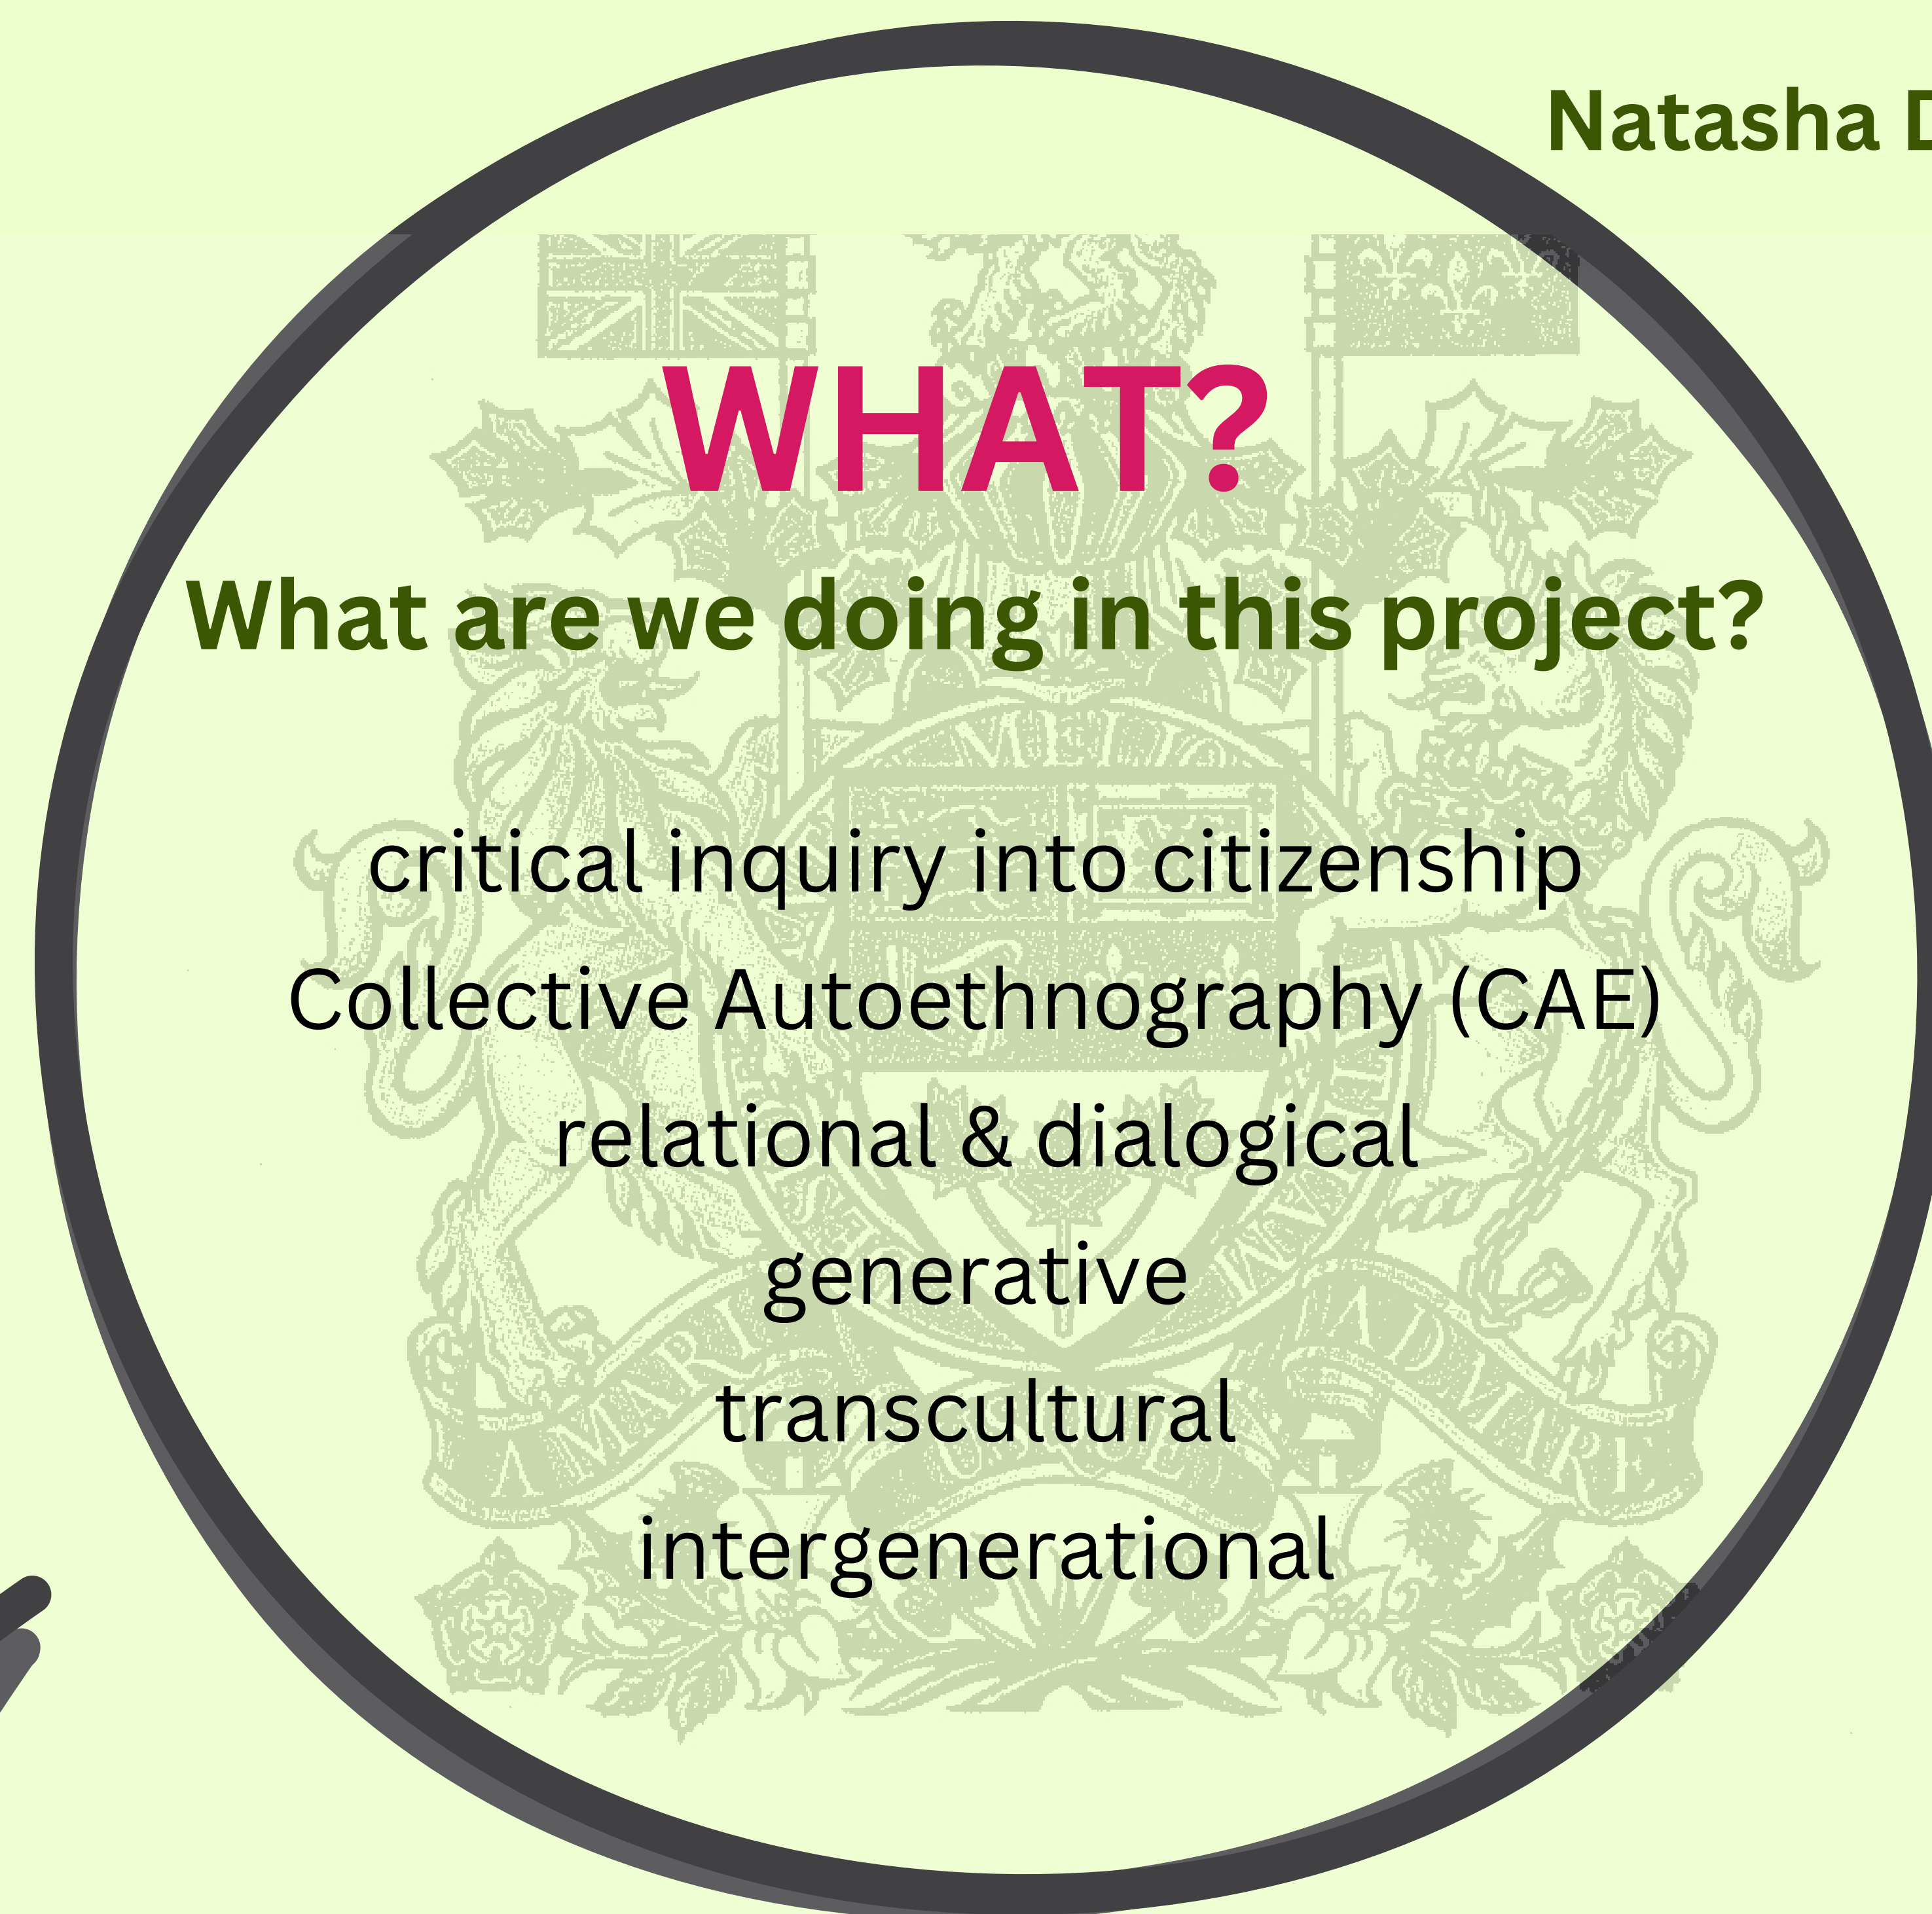 Natasha
WHAT?
What are we doing in this project?
critical inquiry into citizenship
Collective Autoethnography (CAE)
relational & dialogical
generative
transcultural
intergenerational